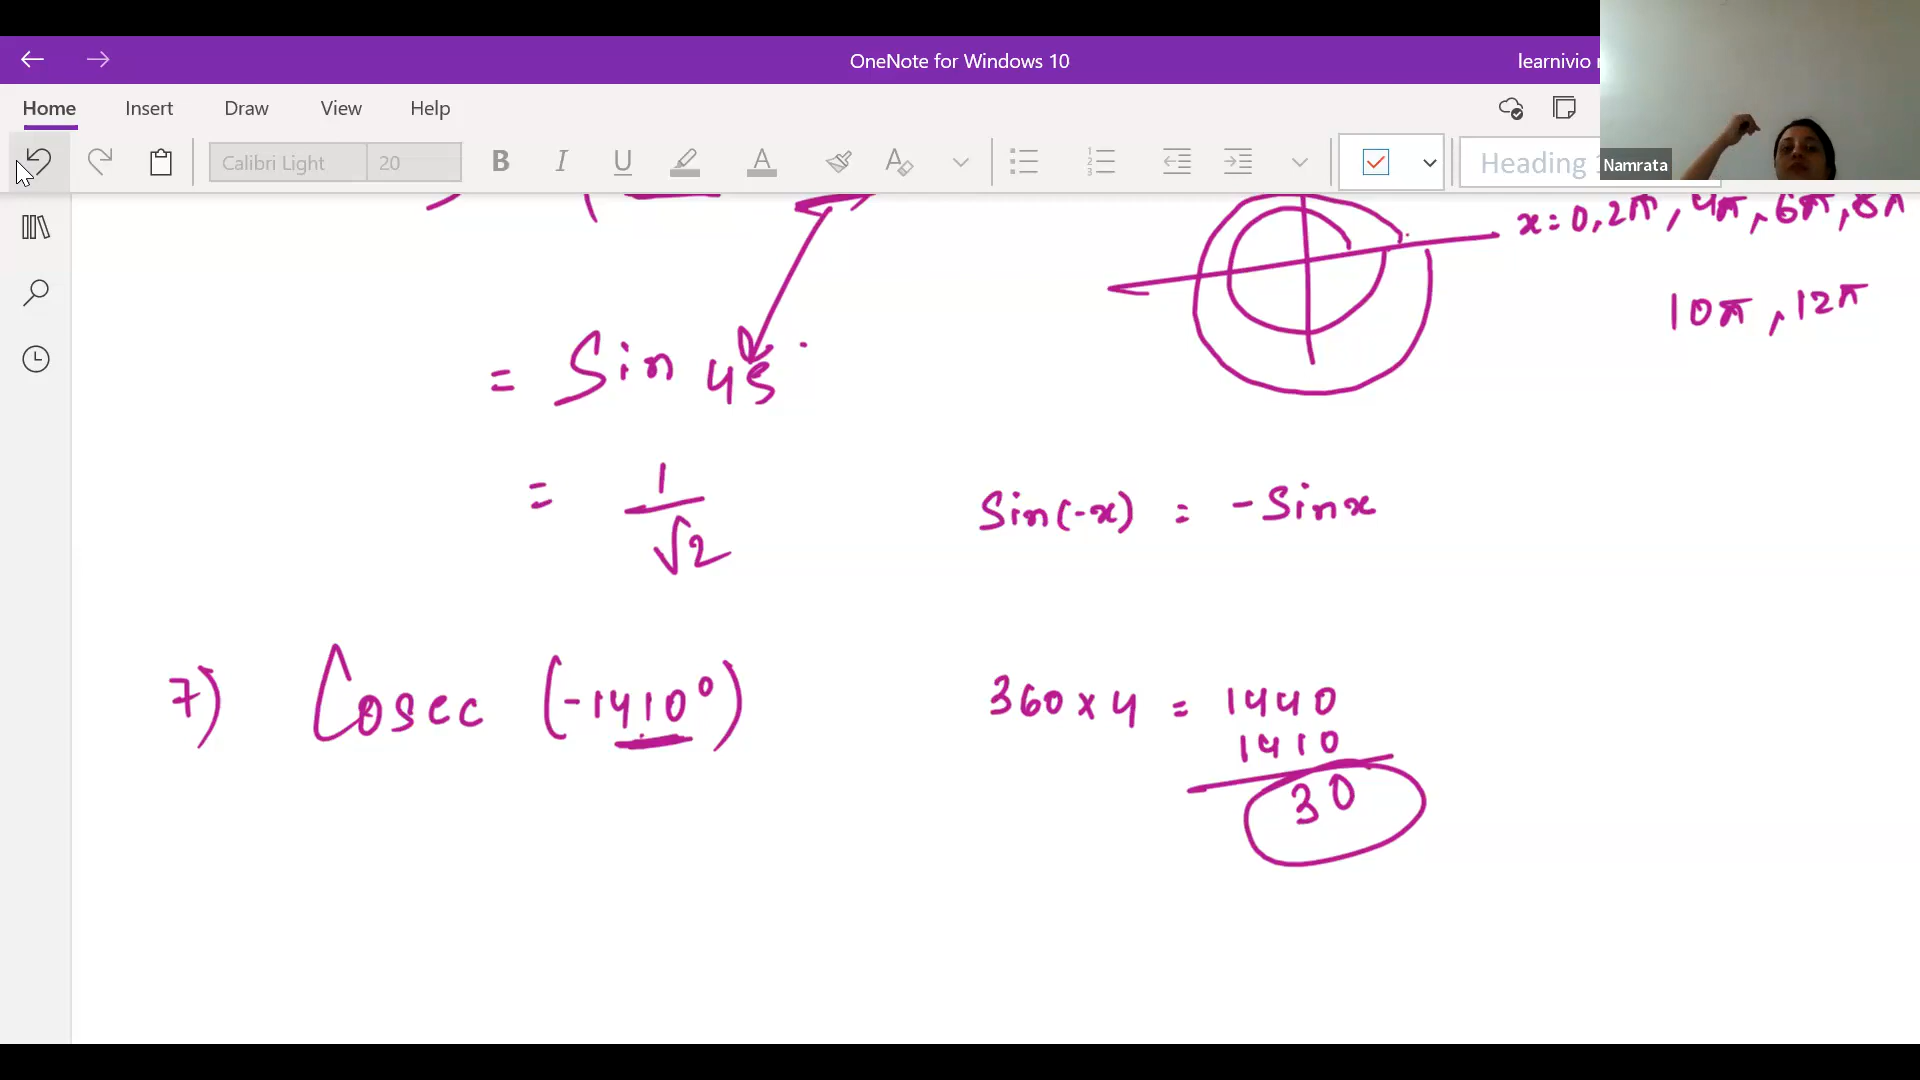 OneNote for Windows 10
learnivio
Home Insert Draw View Help
Calibri Light 20 B I U A A Heading
Namrata
x = 0, 2π, 4π, 6π, 8π
10π, 12π
= Sin 45°
= 1/√2
Sin(-x) = -Sinx
7) Cosec (-1410°)
360 x 4 = 1440
1410
30